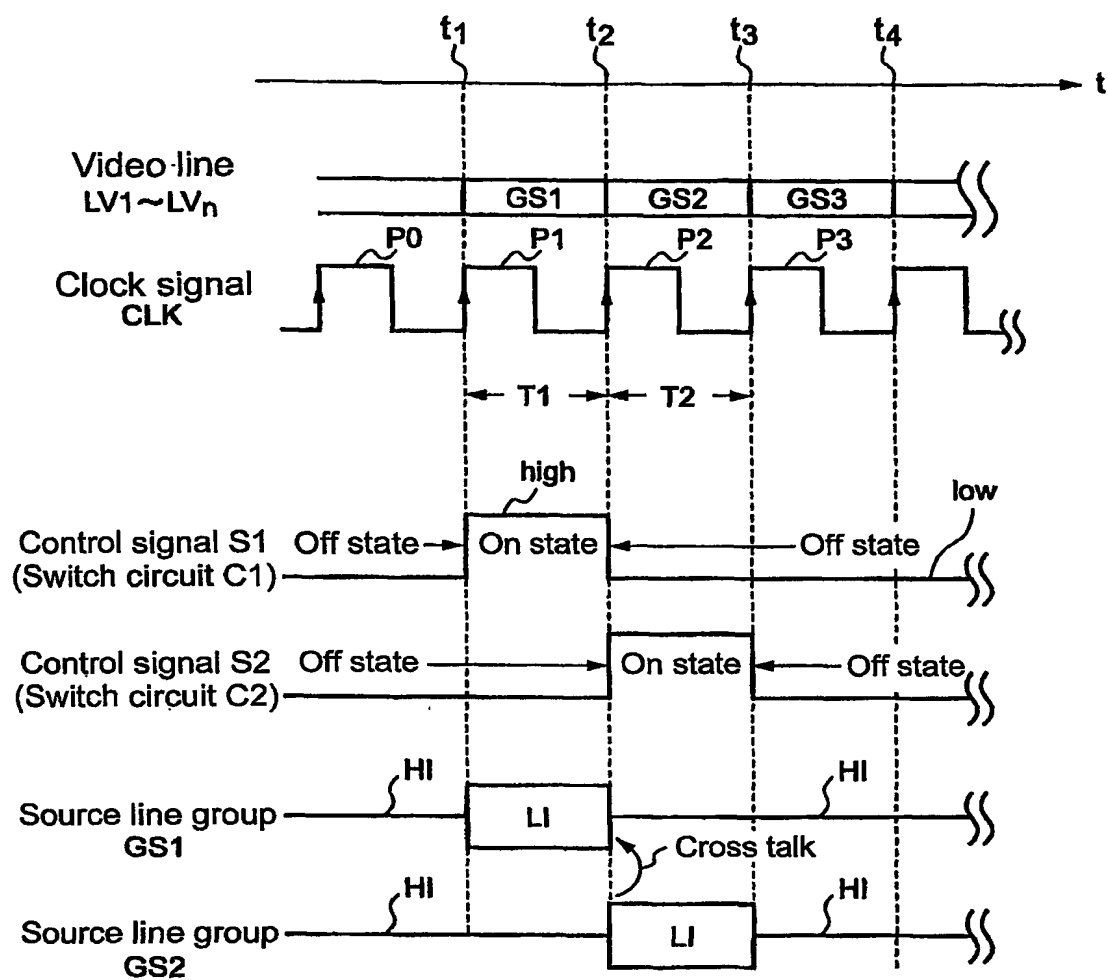 t1 t2 t3 t4
t
Video line
LV1~LVn
GS1 GS2 GS3
P0 P1 P2 P3
Clock signal
CLK
T1 T2
high
low
Control signal S1
(Switch circuit C1)
Off state On state Off state
Control signal S2
(Switch circuit C2)
Off state On state Off state
HI HI
Source line group
GS1
LI
Cross talk
HI HI
Source line group
GS2
LI